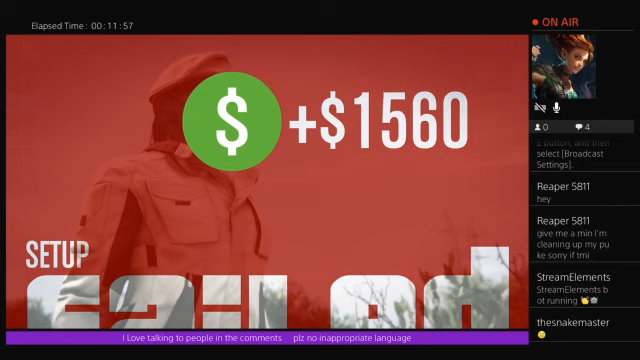 Elapsed Time : 00:11:57
ON AIR
$ +$1560
0 4
E button, and then
select [Broadcast
Settings].
Reaper 5811
hey
Reaper 5811
give me a min I'm
cleaning up my pu
ke sorry if tmi
StreamElements
StreamElements b
ot running
thesnakemaster
SETUP
FAILED
I Love talking to people in the comments plz no inappropriate language